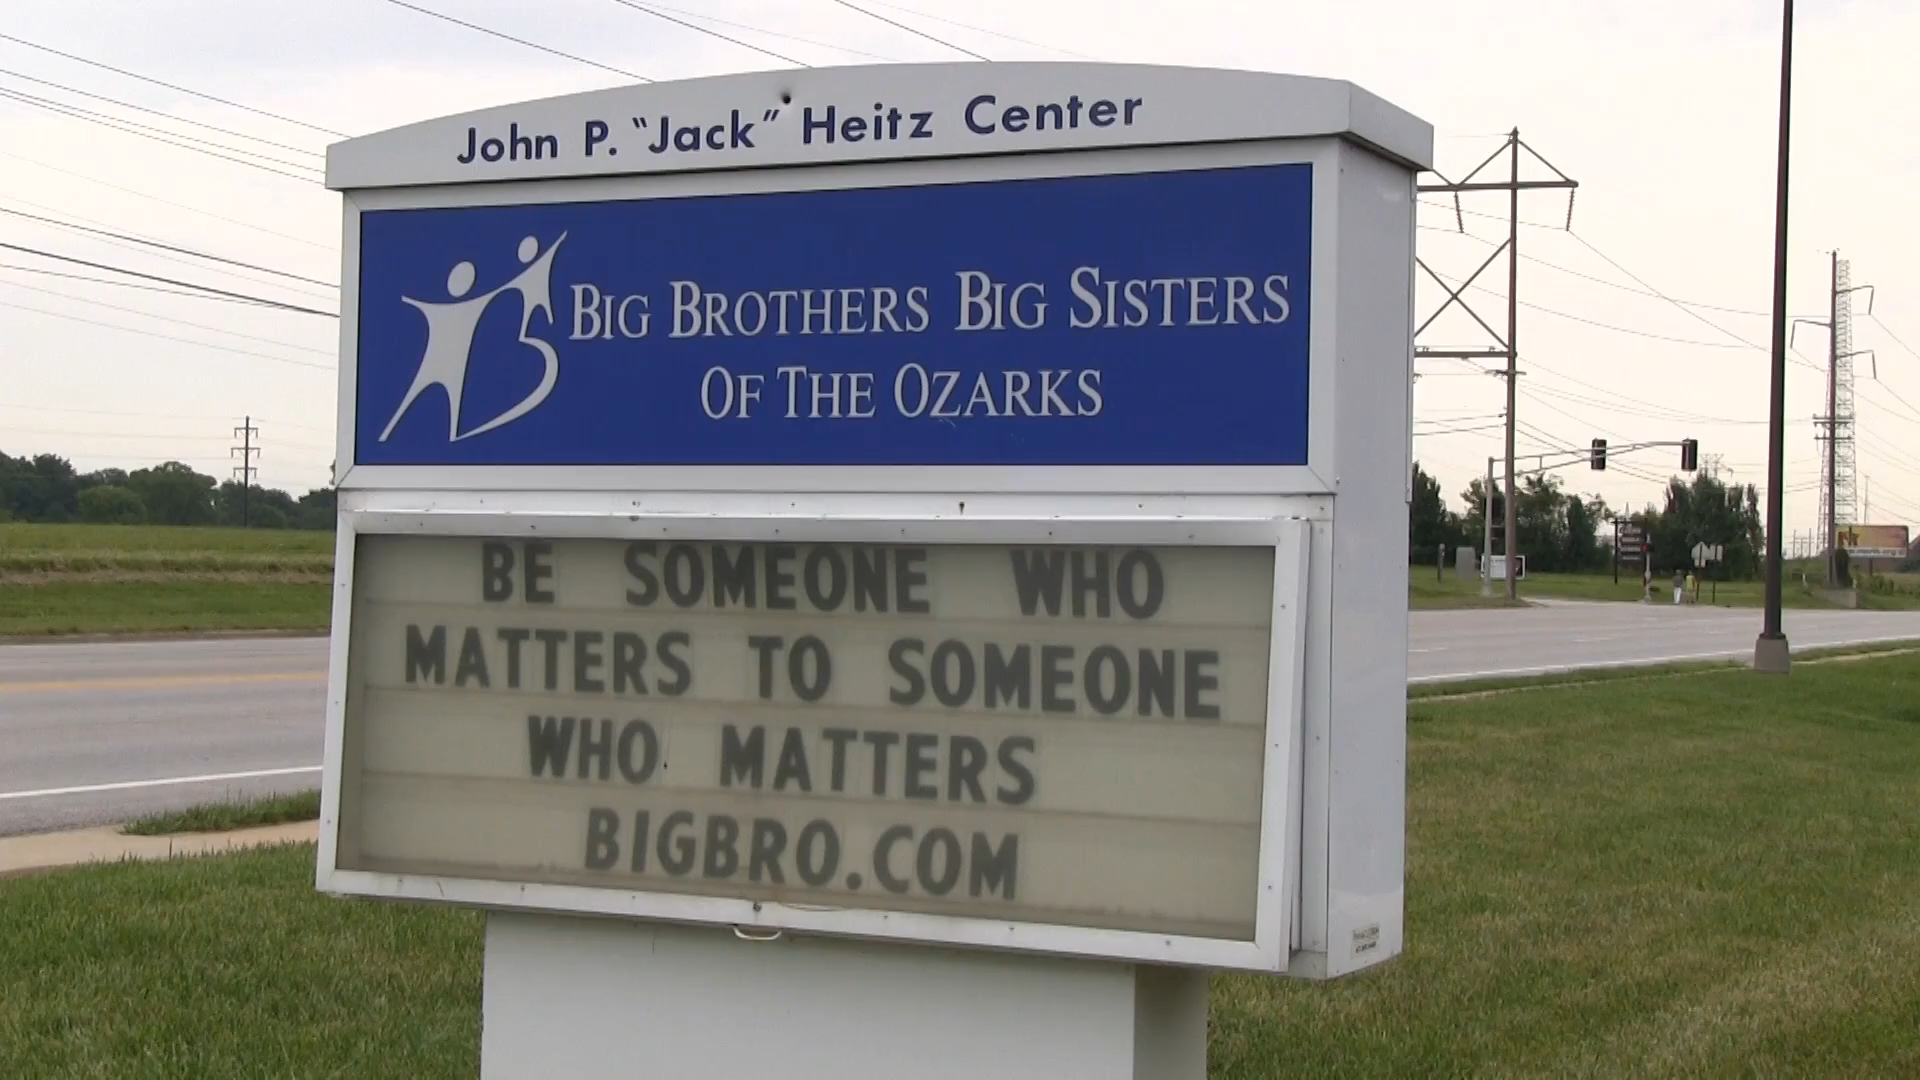 John P. "Jack" Heitz Center
BIG BROTHERS BIG SISTERS
OF THE OZARKS
BE SOMEONE WHO
MATTERS TO SOMEONE
WHO MATTERS
BIGBRO.COM